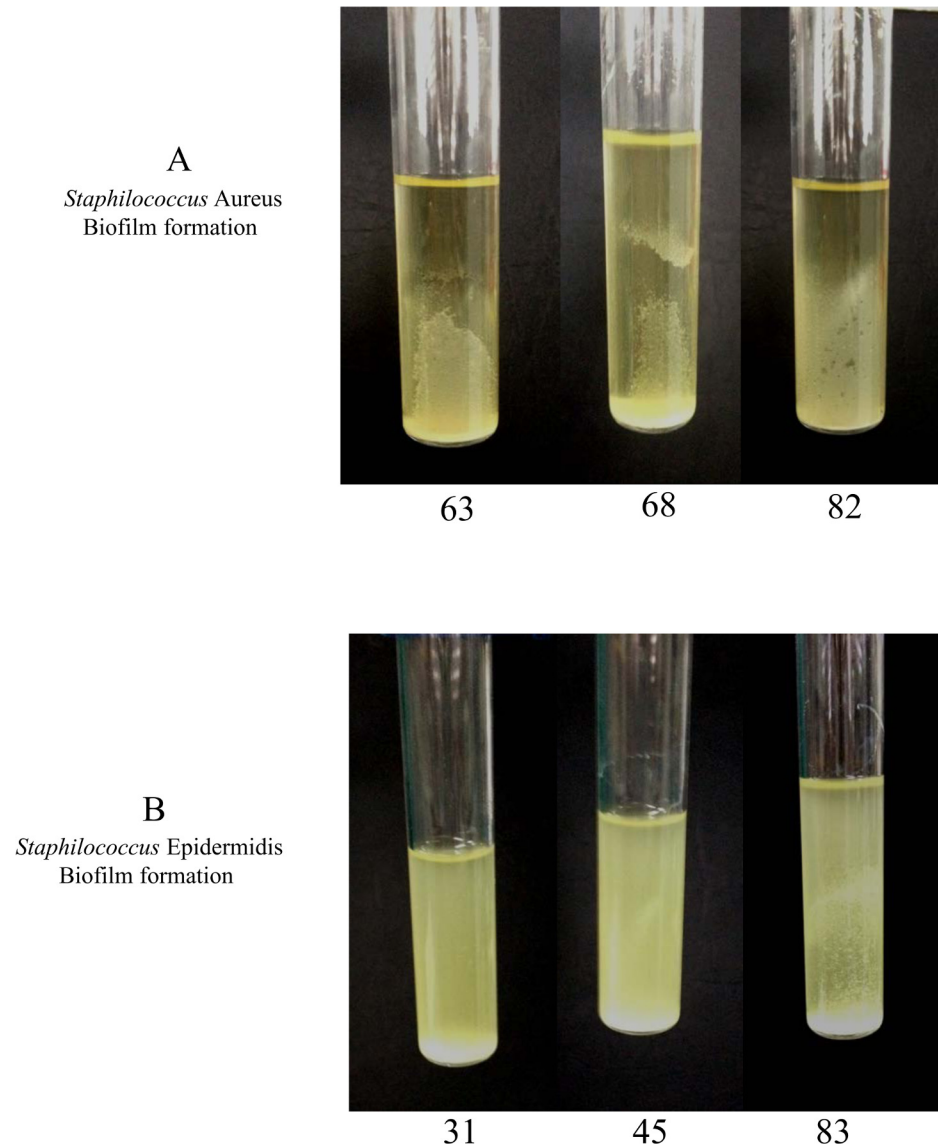 A
Staphilococcus Aureus
Biofilm formation
63
68
82
B
Staphilococcus Epidermidis
Biofilm formation
31
45
83